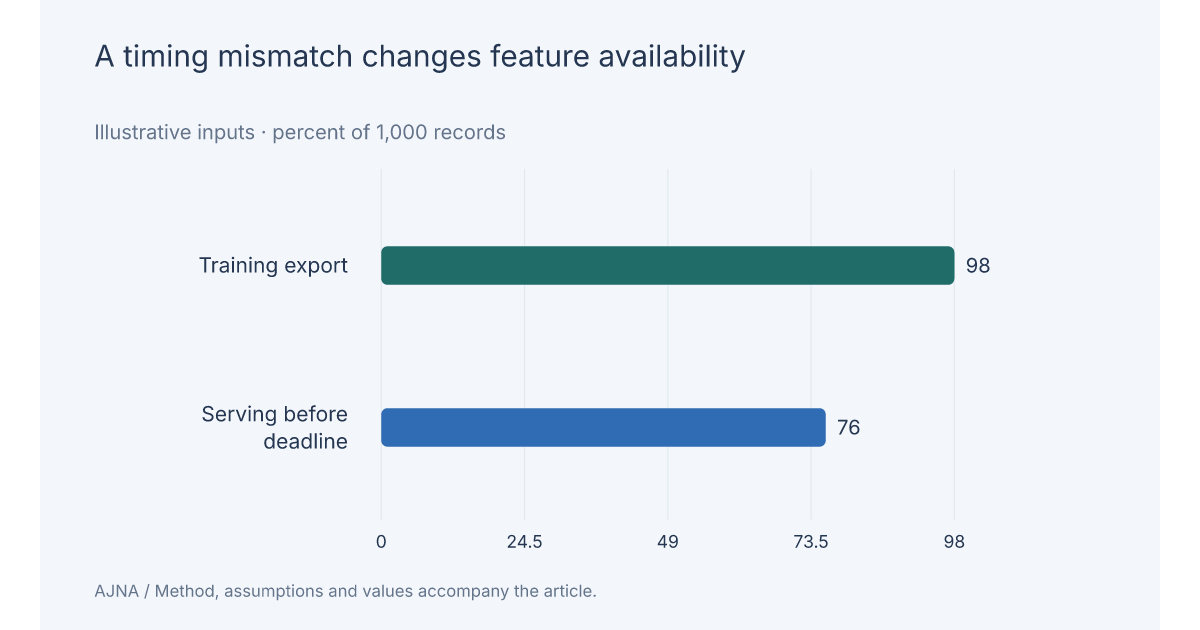 A timing mismatch changes feature availability
Illustrative inputs · percent of 1,000 records
Training export
98
Serving before
deadline
76
0
24.5
49
73.5
98
AJNA / Method, assumptions and values accompany the article.